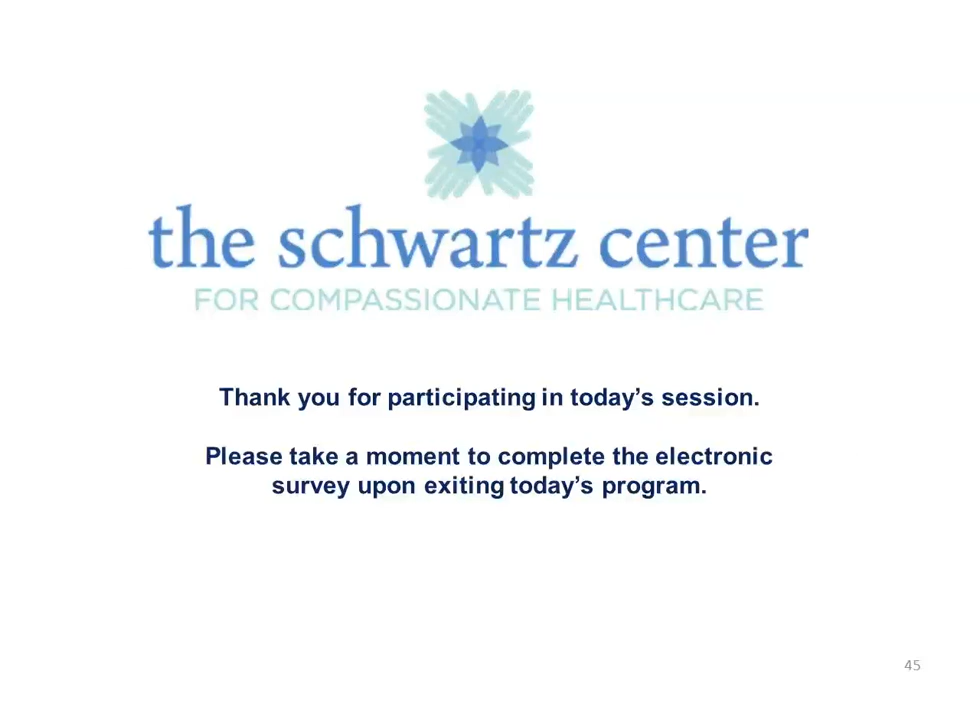 the schwartz center
FOR COMPASSIONATE HEALTHCARE
Thank you for participating in today’s session.
Please take a moment to complete the electronic
survey upon exiting today’s program.
45